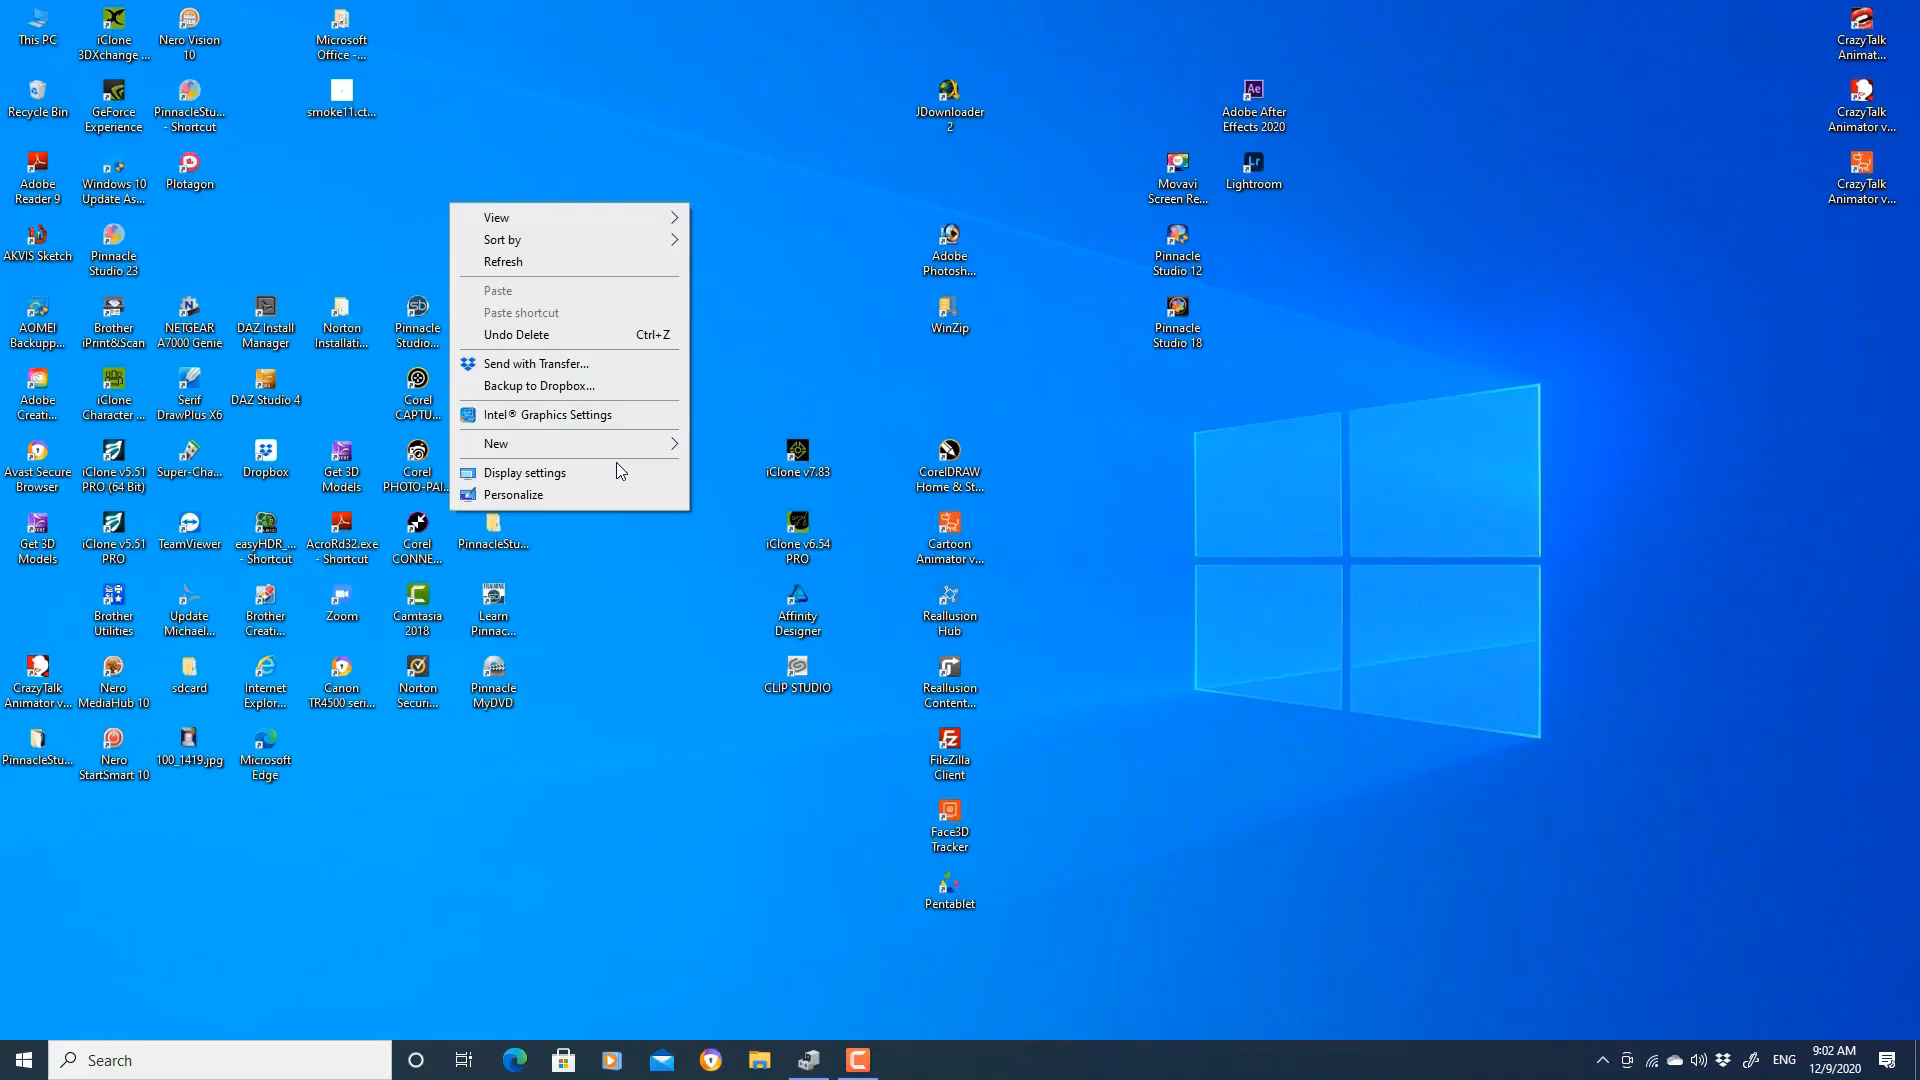 This PC
iClone
3DXchange ...
Nero Vision
10
Microsoft
Office -...
CrazyTalk
Animat...
Recycle Bin
GeForce
Experience
PinnacleStu...
- Shortcut
smoke11.ct...
JDownloader
2
Adobe After
Effects 2020
CrazyTalk
Animator v...
Adobe
Reader 9
Windows 10
Update As...
Plotagon
Movavi
Screen Re...
Lightroom
CrazyTalk
Animator v...
AKVIS Sketch
Pinnacle
Studio 23
Adobe
Photosh...
Pinnacle
Studio 12
AOMEI
Backupp...
Brother
iPrint&Scan
NETGEAR
A7000 Genie
DAZ Install
Manager
Norton
Installati...
Pinnacle
Studio...
WinZip
Pinnacle
Studio 18
View
Sort by
Refresh
Paste
Paste shortcut
Undo Delete Ctrl+Z
Send with Transfer...
Backup to Dropbox...
Intel® Graphics Settings
New
Display settings
Personalize
Adobe
Creati...
iClone
Character ...
Serif
DrawPlus X6
DAZ Studio 4
Corel
CAPTU...
Avast Secure
Browser
iClone v5.51
PRO (64 Bit)
Super-Cha...
Dropbox
Get 3D
Models
Corel
PHOTO-PAI...
iClone v7.83
CorelDRAW
Home & St...
Get 3D
Models
iClone v5.51
PRO
TeamViewer
easyHDR_...
- Shortcut
AcroRd32.exe
- Shortcut
Corel
CONNE...
PinnacleStu...
iClone v6.54
PRO
Cartoon
Animator v...
Brother
Utilities
Update
Michael...
Brother
Creati...
Zoom
Camtasia
2018
Learn
Pinnac...
Affinity
Designer
Reallusion
Hub
CrazyTalk
Animator v...
Nero
MediaHub 10
sdcard
Internet
Explor...
Canon
TR4500 seri...
Norton
Securi...
Pinnacle
MyDVD
CLIP STUDIO
Reallusion
Content...
PinnacleStu...
Nero
StartSmart 10
100_1419.jpg
Microsoft
Edge
FileZilla
Client
Face3D
Tracker
Pentablet
Search
ENG
9:02 AM
12/9/2020